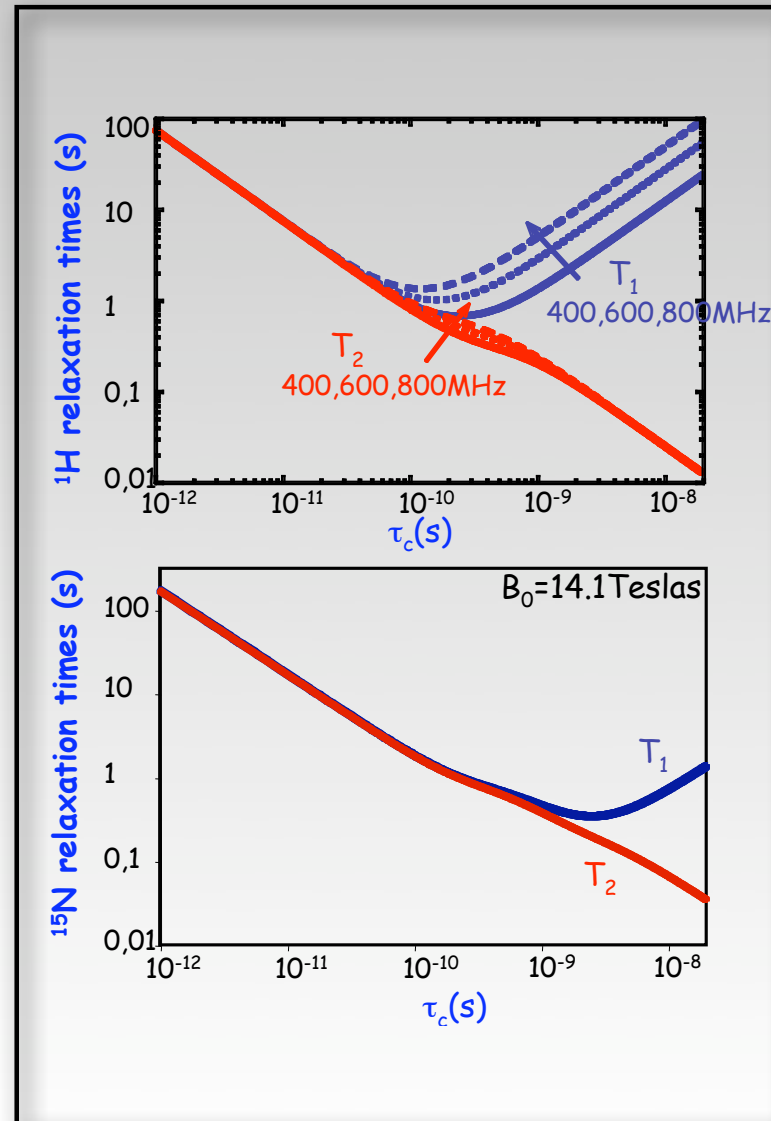 ¹H relaxation times (s)
100
10
1
0,1
0,01
T₁
400,600,800MHz
T₂
400,600,800MHz
10⁻¹² 10⁻¹¹ 10⁻¹⁰ 10⁻⁹ 10⁻⁸
τc(s)
¹⁵N relaxation times (s)
B₀=14.1Teslas
100
10
1
0,1
0,01
T₁
T₂
10⁻¹² 10⁻¹¹ 10⁻¹⁰ 10⁻⁹ 10⁻⁸
τc(s)